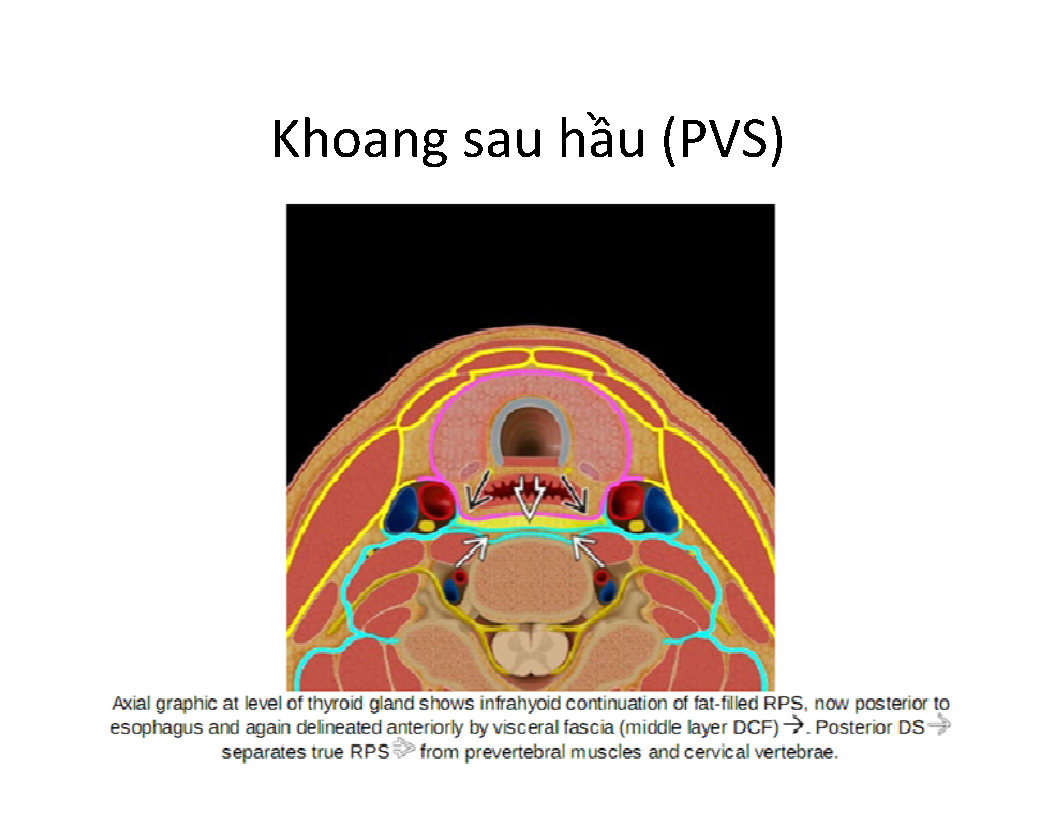 Khoang sau hầu (PVS)
Axial graphic at level of thyroid gland shows infrahyoid continuation of fat-filled RPS, now posterior to
esophagus and again delineated anteriorly by visceral fascia (middle layer DCF) →. Posterior DS →
separates true RPS ⇒ from prevertebral muscles and cervical vertebrae.